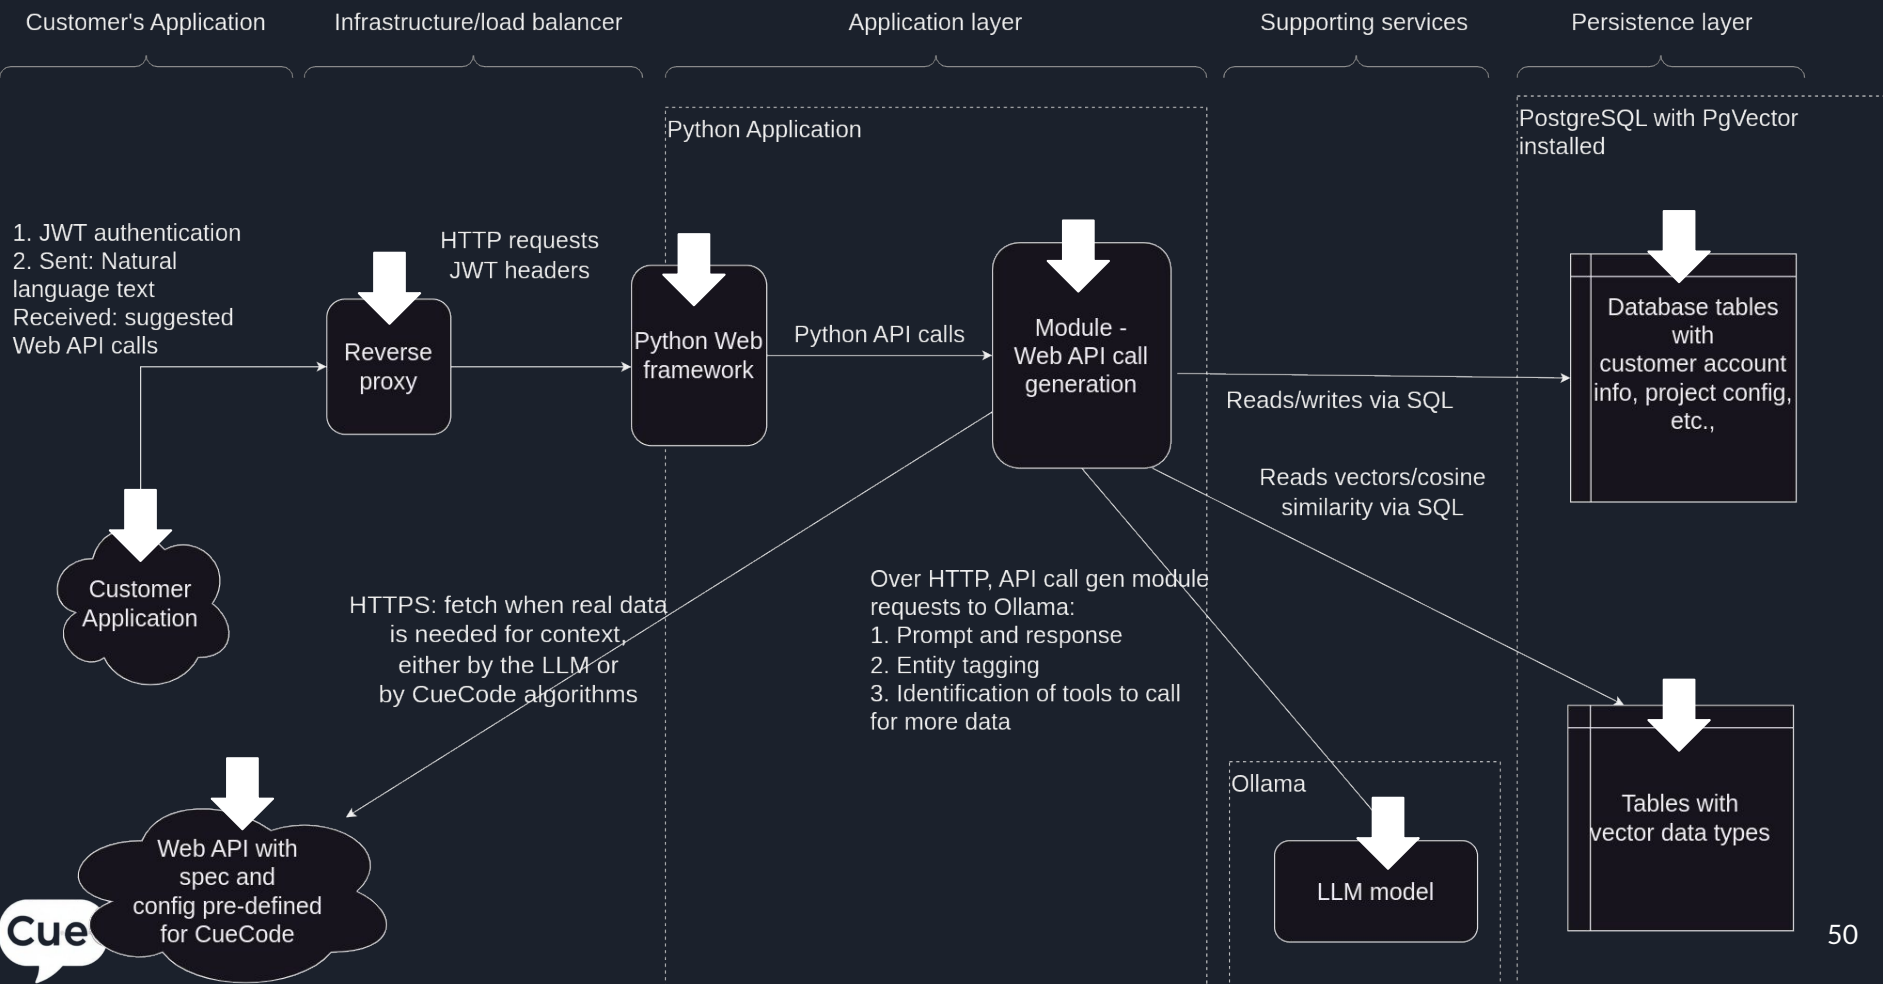 Customer's Application
Infrastructure/load balancer
Application layer
Supporting services
Persistence layer
Python Application
PostgreSQL with PgVector
installed
1. JWT authentication
2. Sent: Natural
language text
Received: suggested
Web API calls
HTTP requests
JWT headers
Reverse
proxy
Python Web
framework
Python API calls
Module -
Web API call
generation
Reads/writes via SQL
Database tables
with
customer account
info, project config,
etc.,
Reads vectors/cosine
similarity via SQL
Customer
Application
HTTPS: fetch when real data
is needed for context,
either by the LLM or
by CueCode algorithms
Over HTTP, API call gen module
requests to Ollama:
1. Prompt and response
2. Entity tagging
3. Identification of tools to call
for more data
Ollama
LLM model
Tables with
vector data types
Web API with
spec and
config pre-defined
for CueCode
Cue
50